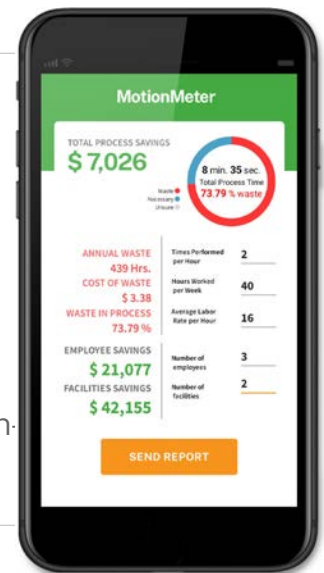 MotionMeter
TOTAL PROCESS SAVINGS
$ 7,026
8 min. 35 sec.
Total Process Time
73.79 % waste
Waste
Necessary
Unsure
ANNUAL WASTE
439 Hrs.
COST OF WASTE
$ 3.38
WASTE IN PROCESS
73.79 %
EMPLOYEE SAVINGS
$ 21,077
FACILITIES SAVINGS
$ 42,155
Times Performed
per Hour
2
Hours Worked
per Week
40
Average Labor
Rate per Hour
16
Number of
employees
3
Number of
facilities
2
SEND REPORT